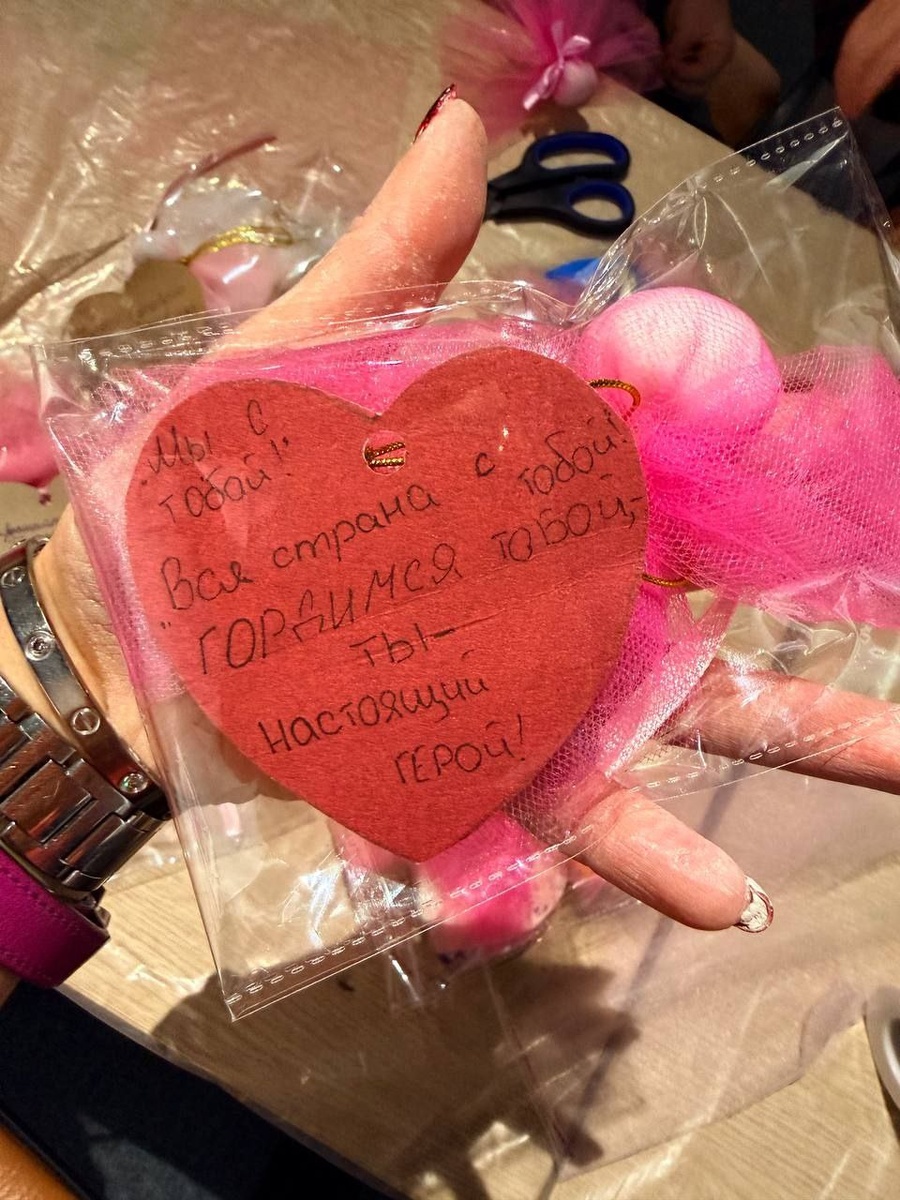 "Мы с
тобой!"
Вся страна с тобой!
"ГОРДИМСЯ ТОБОЙ,
ТЫ –
НАСТОЯЩИЙ
ГЕРОЙ!